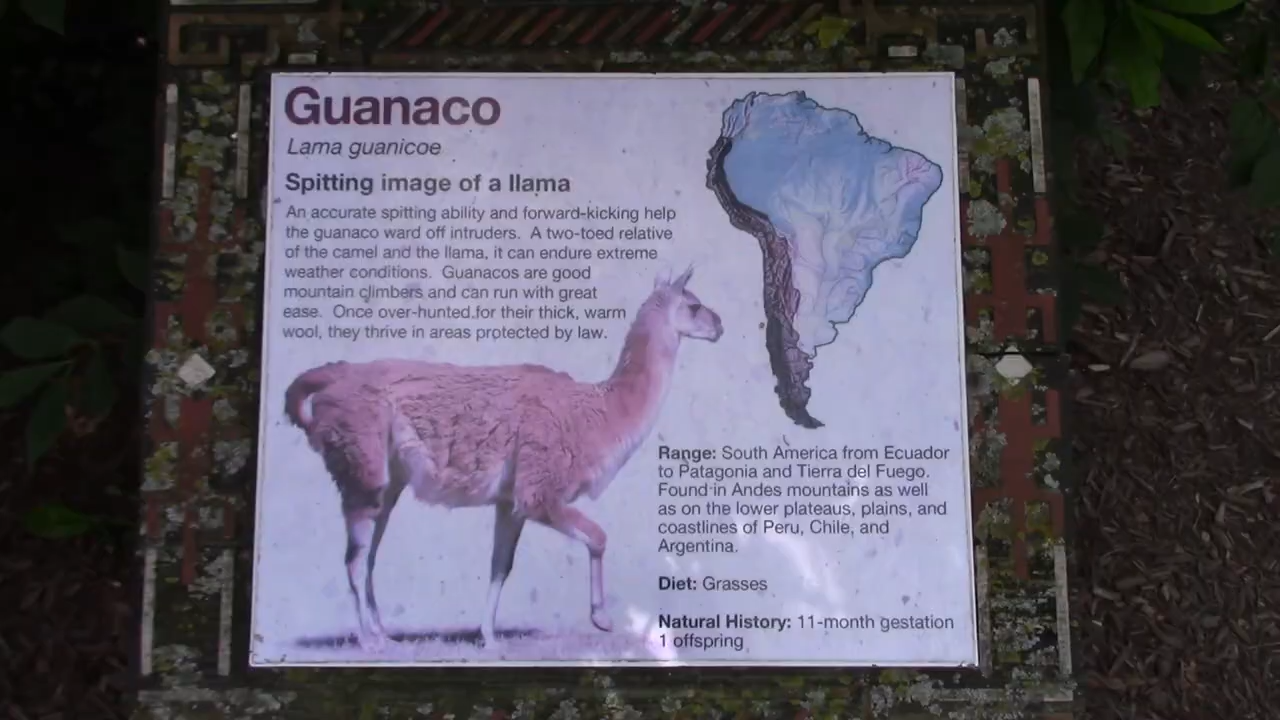 Guanaco
Lama guanicoe
Spitting image of a llama
An accurate spitting ability and forward-kicking help
the guanaco ward off intruders. A two-toed relative
of the camel and the llama, it can endure extreme
weather conditions. Guanacos are good
mountain climbers and can run with great
ease. Once over-hunted for their thick, warm
wool, they thrive in areas protected by law.
Range: South America from Ecuador
to Patagonia and Tierra del Fuego.
Found in Andes mountains as well
as on the lower plateaus, plains, and
coastlines of Peru, Chile, and
Argentina.
Diet: Grasses
Natural History: 11-month gestation
1 offspring